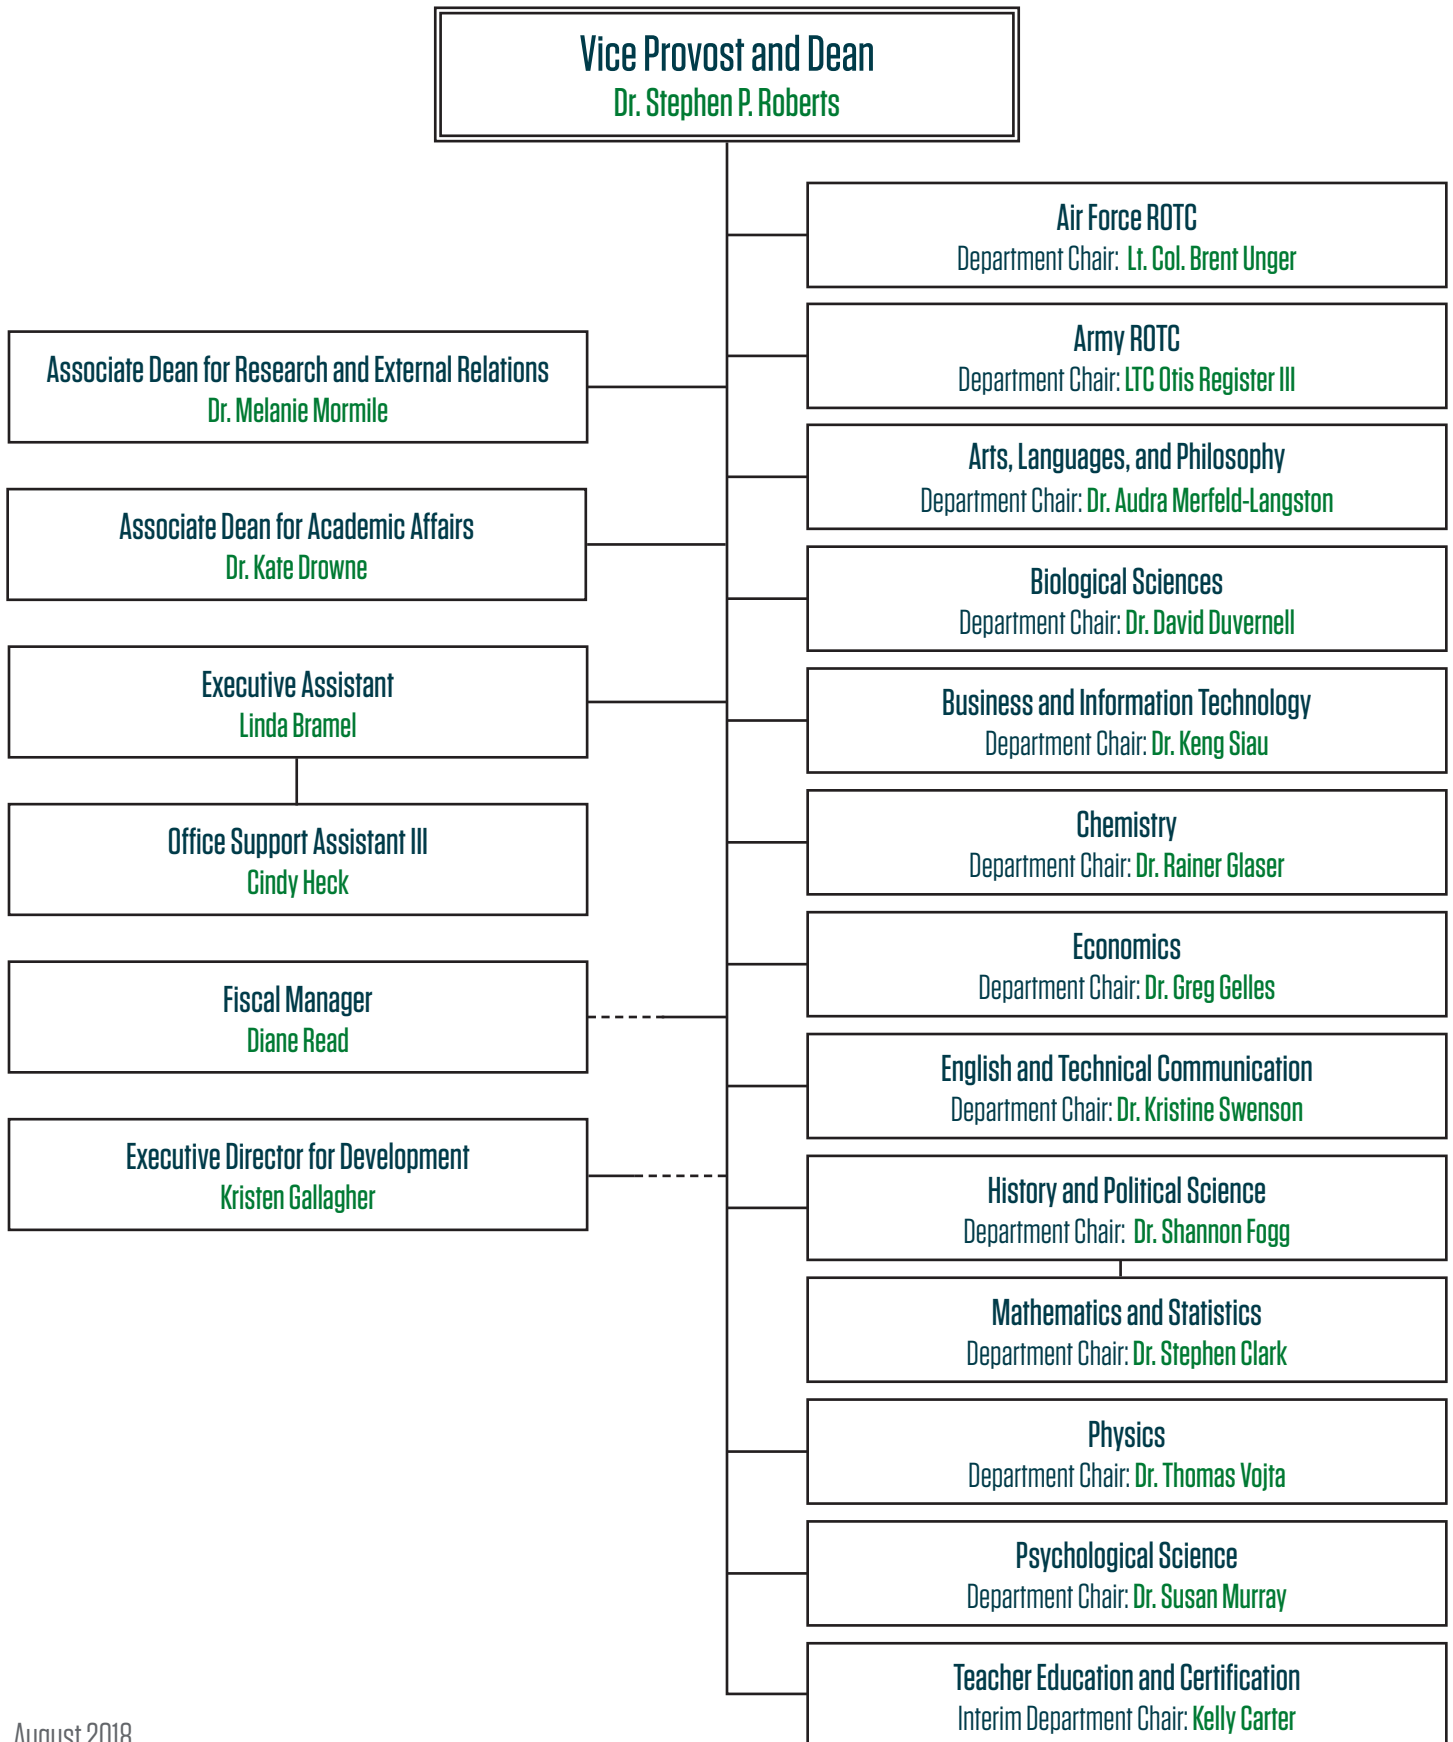 Vice Provost and Dean
Dr. Stephen P. Roberts
Associate Dean for Research and External Relations
Dr. Melanie Mormile
Associate Dean for Academic Affairs
Dr. Kate Drowne
Executive Assistant
Linda Bramel
Office Support Assistant III
Cindy Heck
Fiscal Manager
Diane Read
Executive Director for Development
Kristen Gallagher
Air Force ROTC
Department Chair: Lt. Col. Brent Unger
Army ROTC
Department Chair: LTC Otis Register III
Arts, Languages, and Philosophy
Department Chair: Dr. Audra Merfeld-Langston
Biological Sciences
Department Chair: Dr. David Duvernell
Business and Information Technology
Department Chair: Dr. Keng Siau
Chemistry
Department Chair: Dr. Rainer Glaser
Economics
Department Chair: Dr. Greg Gelles
English and Technical Communication
Department Chair: Dr. Kristine Swenson
History and Political Science
Department Chair: Dr. Shannon Fogg
Mathematics and Statistics
Department Chair: Dr. Stephen Clark
Physics
Department Chair: Dr. Thomas Vojta
Psychological Science
Department Chair: Dr. Susan Murray
Teacher Education and Certification
Interim Department Chair: Kelly Carter
August 2018